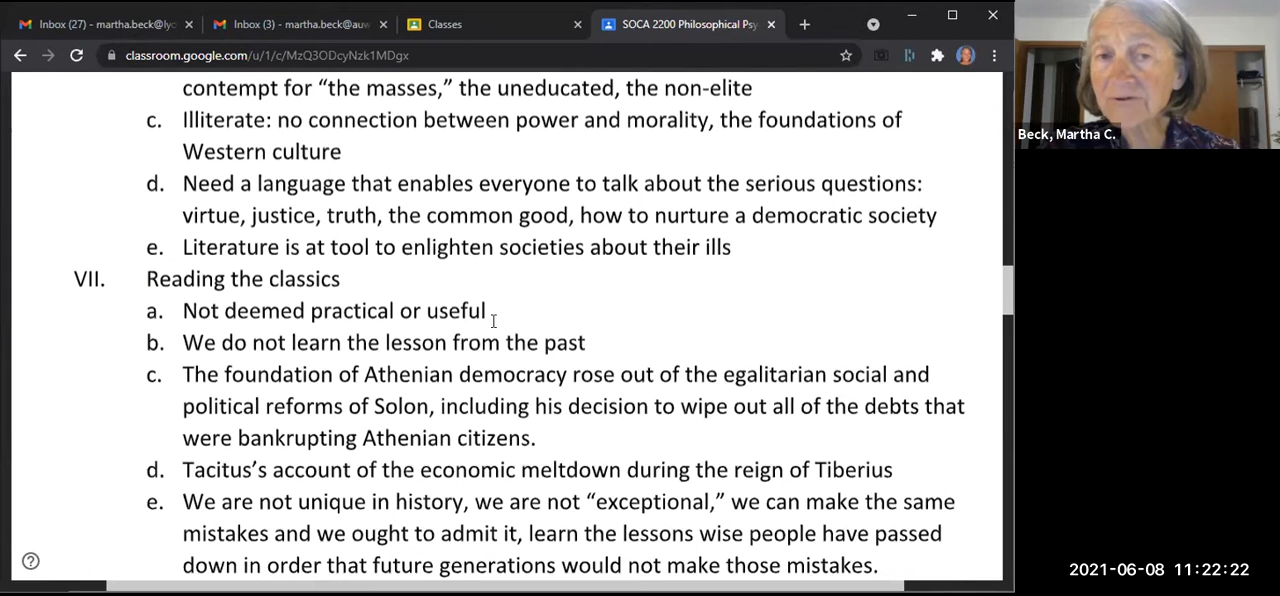 Inbox (27) - martha.beck@lyc
Inbox (3) - martha.beck@auw
Classes
SOCA 2200 Philosophical Psy
classroom.google.com/u/1/c/MzQ3ODcyNzk1MDgx
Beck, Martha C.
contempt for “the masses,” the uneducated, the non-elite
c. Illiterate: no connection between power and morality, the foundations of
Western culture
d. Need a language that enables everyone to talk about the serious questions:
virtue, justice, truth, the common good, how to nurture a democratic society
e. Literature is at tool to enlighten societies about their ills
VII. Reading the classics
a. Not deemed practical or useful
b. We do not learn the lesson from the past
c. The foundation of Athenian democracy rose out of the egalitarian social and
political reforms of Solon, including his decision to wipe out all of the debts that
were bankrupting Athenian citizens.
d. Tacitus’s account of the economic meltdown during the reign of Tiberius
e. We are not unique in history, we are not “exceptional,” we can make the same
mistakes and we ought to admit it, learn the lessons wise people have passed
down in order that future generations would not make those mistakes.
2021-06-08 11:22:22